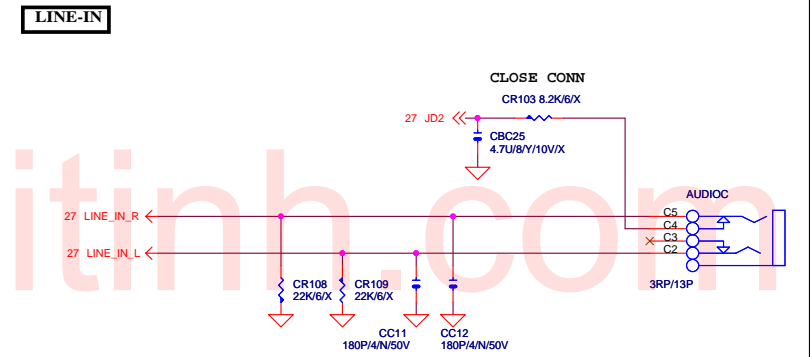 LINE-IN
CLOSE CONN
CR103 8.2K/6/X
27 JD2
CBC25
4.7U/8/Y/10V/X
itinh.com
AUDIOC
27 LINE_IN_R
C5
C4
C3
27 LINE_IN_L
C2
3RP/13P
CR108
22K/6/X
CR109
22K/6/X
CC11
180P/4/N/50V
CC12
180P/4/N/50V